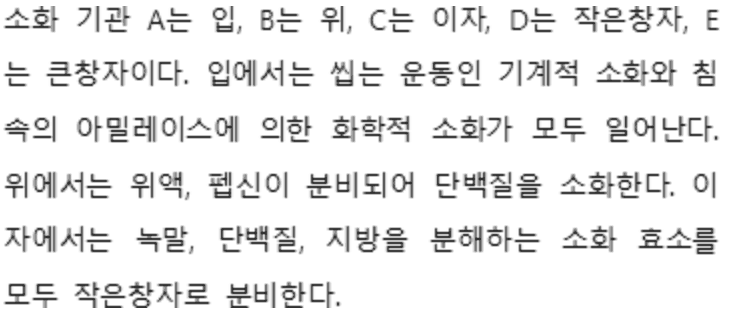 소화 기관 A는 입, B는 위, C는 이자, D는 작은창자, E
는 큰창자이다. 입에서는 씹는 운동인 기계적 소화와 침
속의 아밀레이스에 의한 화학적 소화가 모두 일어난다.
위에서는 위액, 펩신이 분비되어 단백질을 소화한다. 이
자에서는 녹말, 단백질, 지방을 분해하는 소화 효소를
모두 작은창자로 분비한다.